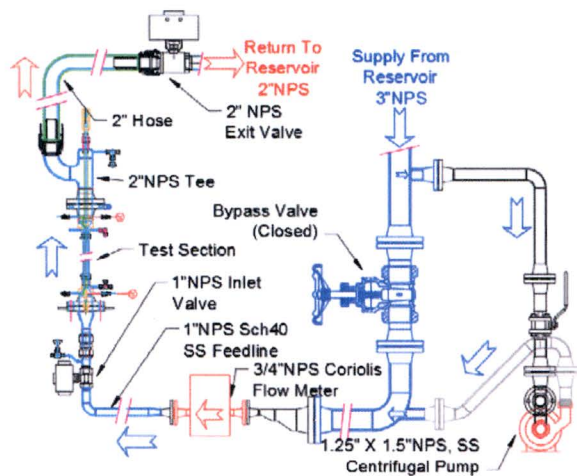 Return To
Reservoir
2"NPS
Supply From
Reservoir
3"NPS
2" Hose
2" NPS
Exit Valve
2"NPS Tee
Bypass Valve
(Closed)
Test Section
1"NPS Inlet
Valve
1"NPS Sch40
SS Feedline
3/4"NPS Coriolis
Flow Meter
1.25" X 1.5"NPS, SS
Centrifugal Pump